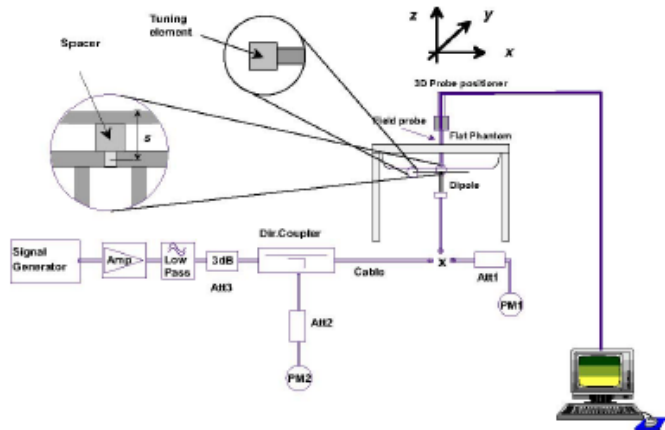 Tuning
element
Spacer
z
y
x
s
3D Probe positioner
Field probe
Flat Phantom
Dipole
Dir.Coupler
Signal
Generator
Amp
Low
Pass
3dB
Att3
Cable
x
Att1
PM1
Att2
PM2